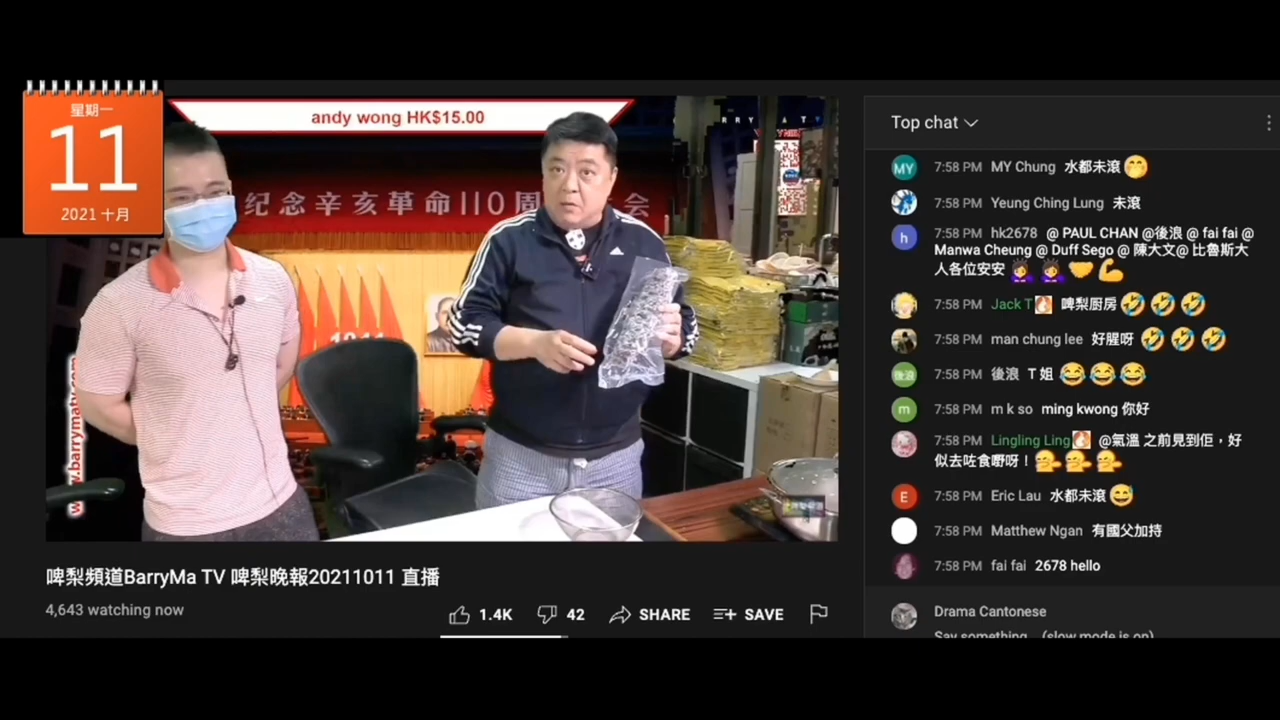 星期一
11
2021 十月
andy wong HK$15.00
纪念辛亥革命110周
会
1911
www.barrymatv.com
啤梨頻道BarryMa TV 啤梨晚報20211011 直播
4,643 watching now
1.4K
42
SHARE
SAVE
Top chat
MY
7:58 PM MY Chung 水都未滾
7:58 PM Yeung Ching Lung 未滾
h
7:58 PM hk2678 @ PAUL CHAN @後浪 @ fai fai @
Manwa Cheung @ Duff Sego @ 陳大文@ 比魯斯大
人各位安安
7:58 PM Jack T 啤梨厨房 🤣🤣🤣
7:58 PM man chung lee 好腥呀 🤣🤣🤣
後浪
7:58 PM 後浪 T 姐 😂😂😂
m
7:58 PM m k so ming kwong 你好
7:58 PM Lingling Ling @氣溫 之前見到佢，好
似去咗食嘢呀！
E
7:58 PM Eric Lau 水都未滾 😅
7:58 PM Matthew Ngan 有國父加持
7:58 PM fai fai 2678 hello
Drama Cantonese
Say something... (slow mode is on)